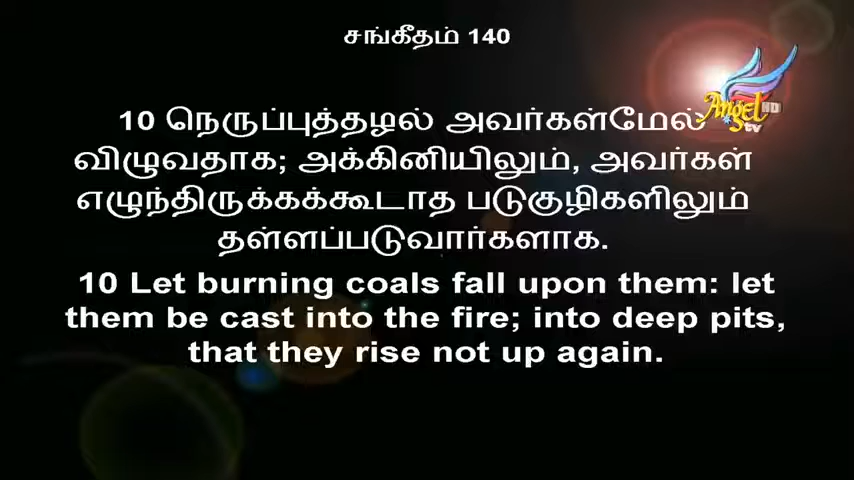 சங்கீதம் 140
Angel HD
tv
10 நெருப்புத்தழல் அவர்கள்மேல்
விழுவதாக; அக்கினியிலும், அவர்கள்
எழுந்திருக்கக்கூடாத படுகுழிகளிலும்
தள்ளப்படுவார்களாக.
10 Let burning coals fall upon them: let
them be cast into the fire; into deep pits,
that they rise not up again.